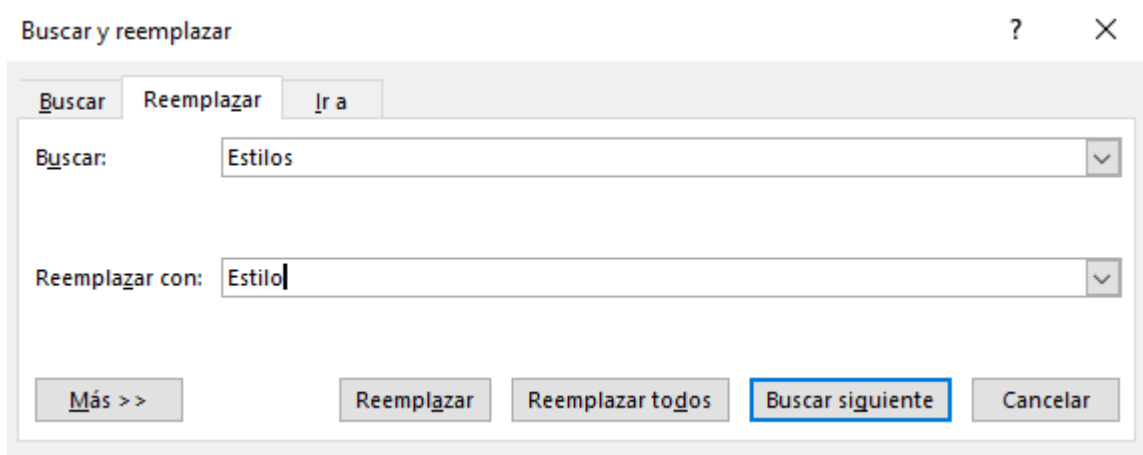 Buscar y reemplazar ?
Buscar Reemplazar Ir a
Buscar: Estilos
Reemplazar con: Estilo
Más >> Reemplazar Reemplazar todos Buscar siguiente Cancelar